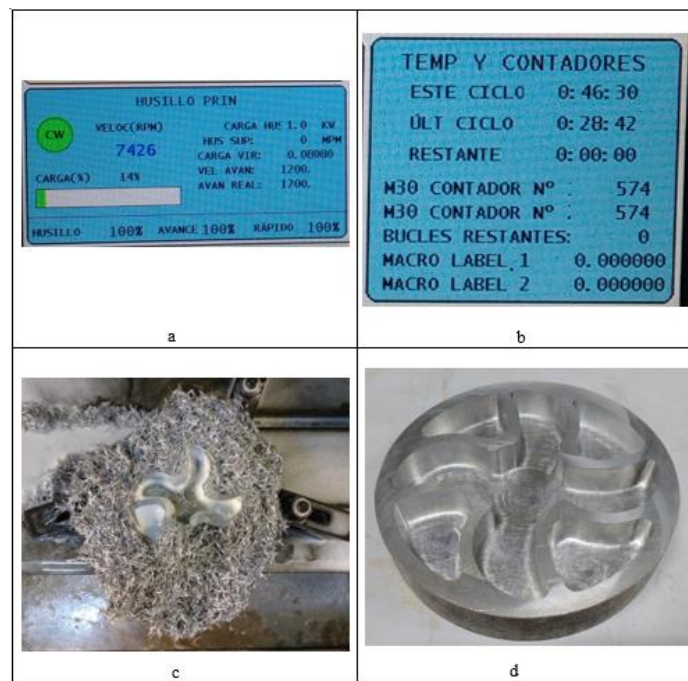 HUSILLO PRIN
CW
VELOC(RPM)
7426
CARGA(%) 14%
CARGA HUS 1.0 KW
HUS SUP: 0 MPM
CARGA VIR: 0.00000
VEL AVAN: 1200.
AVAN REAL: 1200.
HUSILLO 100% AVANCE 100% RÁPIDO 100%
a
TEMP Y CONTADORES
ESTE CICLO 0:46:30
ÚLT CICLO 0:28:42
RESTANTE 0:00:00
M30 CONTADOR Nº : 574
M30 CONTADOR Nº : 574
BUCLES RESTANTES: 0
MACRO LABEL 1 0.000000
MACRO LABEL 2 0.000000
b
c
d